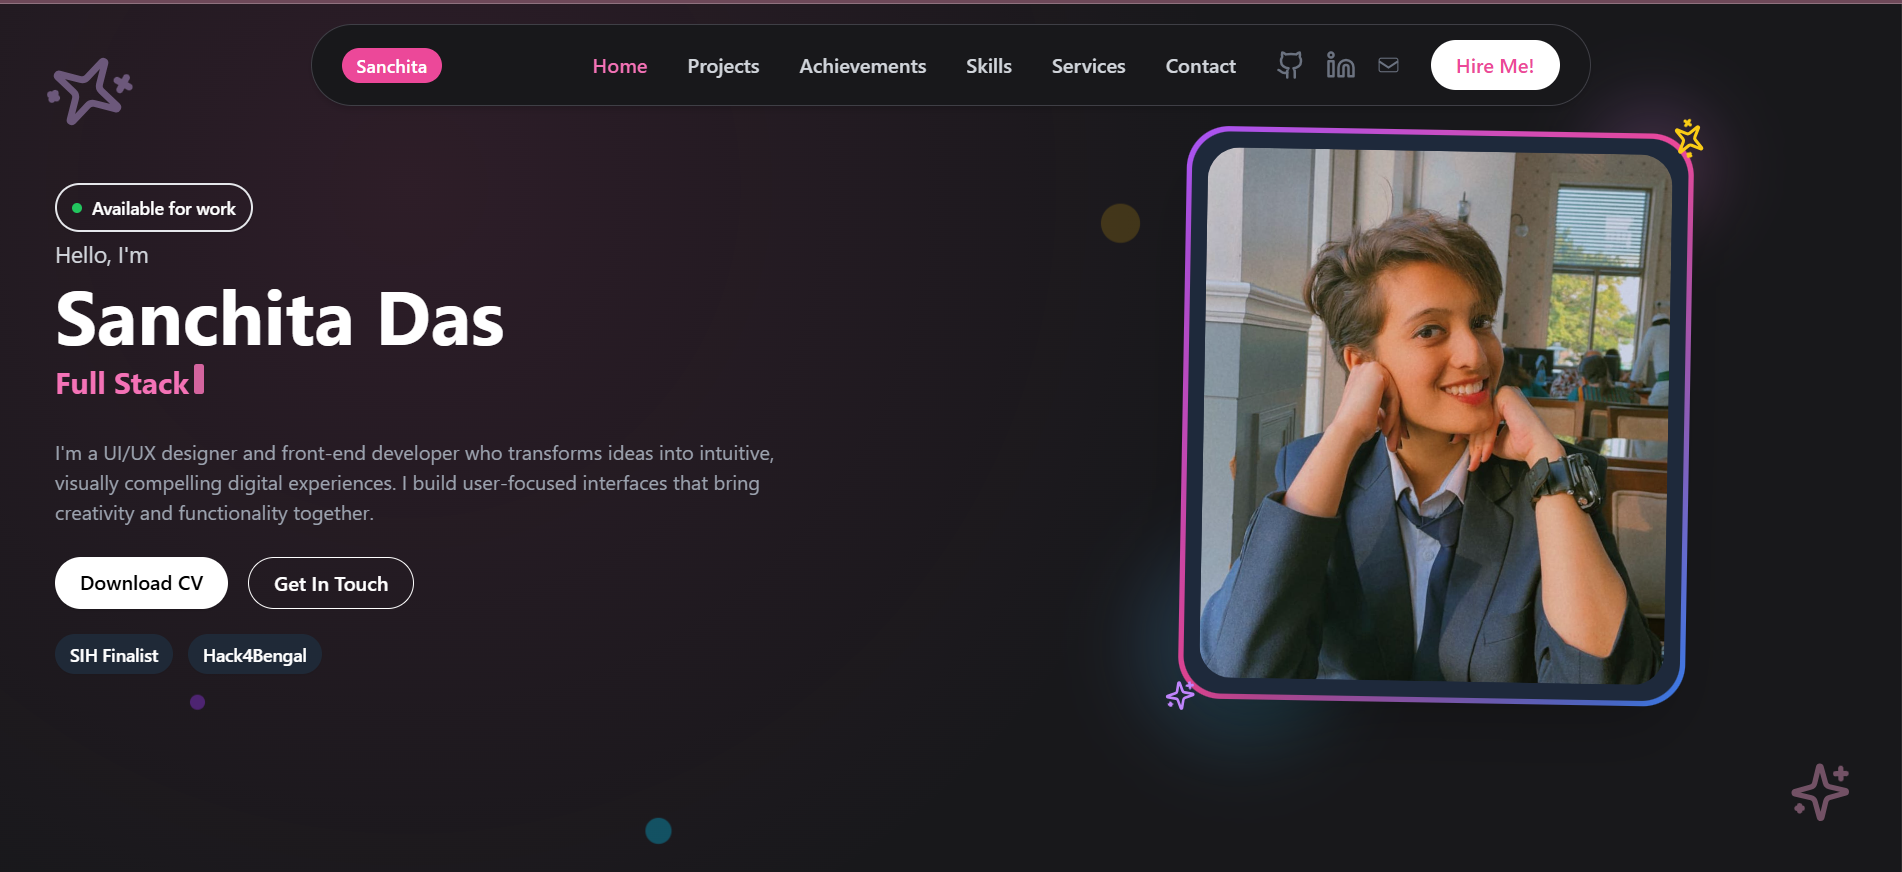 Sanchita
Home
Projects
Achievements
Skills
Services
Contact
Hire Me!
Available for work
Hello, I'm
Sanchita Das
Full Stack
I'm a UI/UX designer and front-end developer who transforms ideas into intuitive,
visually compelling digital experiences. I build user-focused interfaces that bring
creativity and functionality together.
Download CV
Get In Touch
SIH Finalist
Hack4Bengal